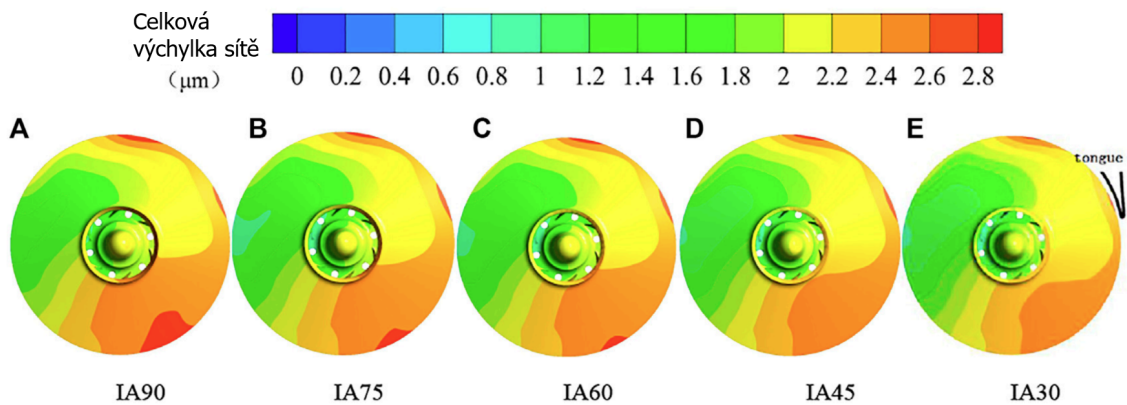 Celková
výchylka sítě
(μm)
0 0.2 0.4 0.6 0.8 1 1.2 1.4 1.6 1.8 2 2.2 2.4 2.6 2.8
A B C D E
tongue
IA90 IA75 IA60 IA45 IA30